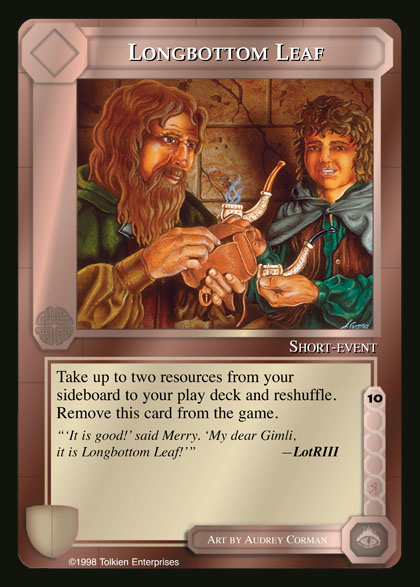 LONGBOTTOM LEAF
SHORT-EVENT
Take up to two resources from your
sideboard to your play deck and reshuffle.
Remove this card from the game.
“‘It is good!’ said Merry. ‘My dear Gimli,
it is Longbottom Leaf!’” —LotRIII
10
ART BY AUDREY CORMAN
©1998 Tolkien Enterprises